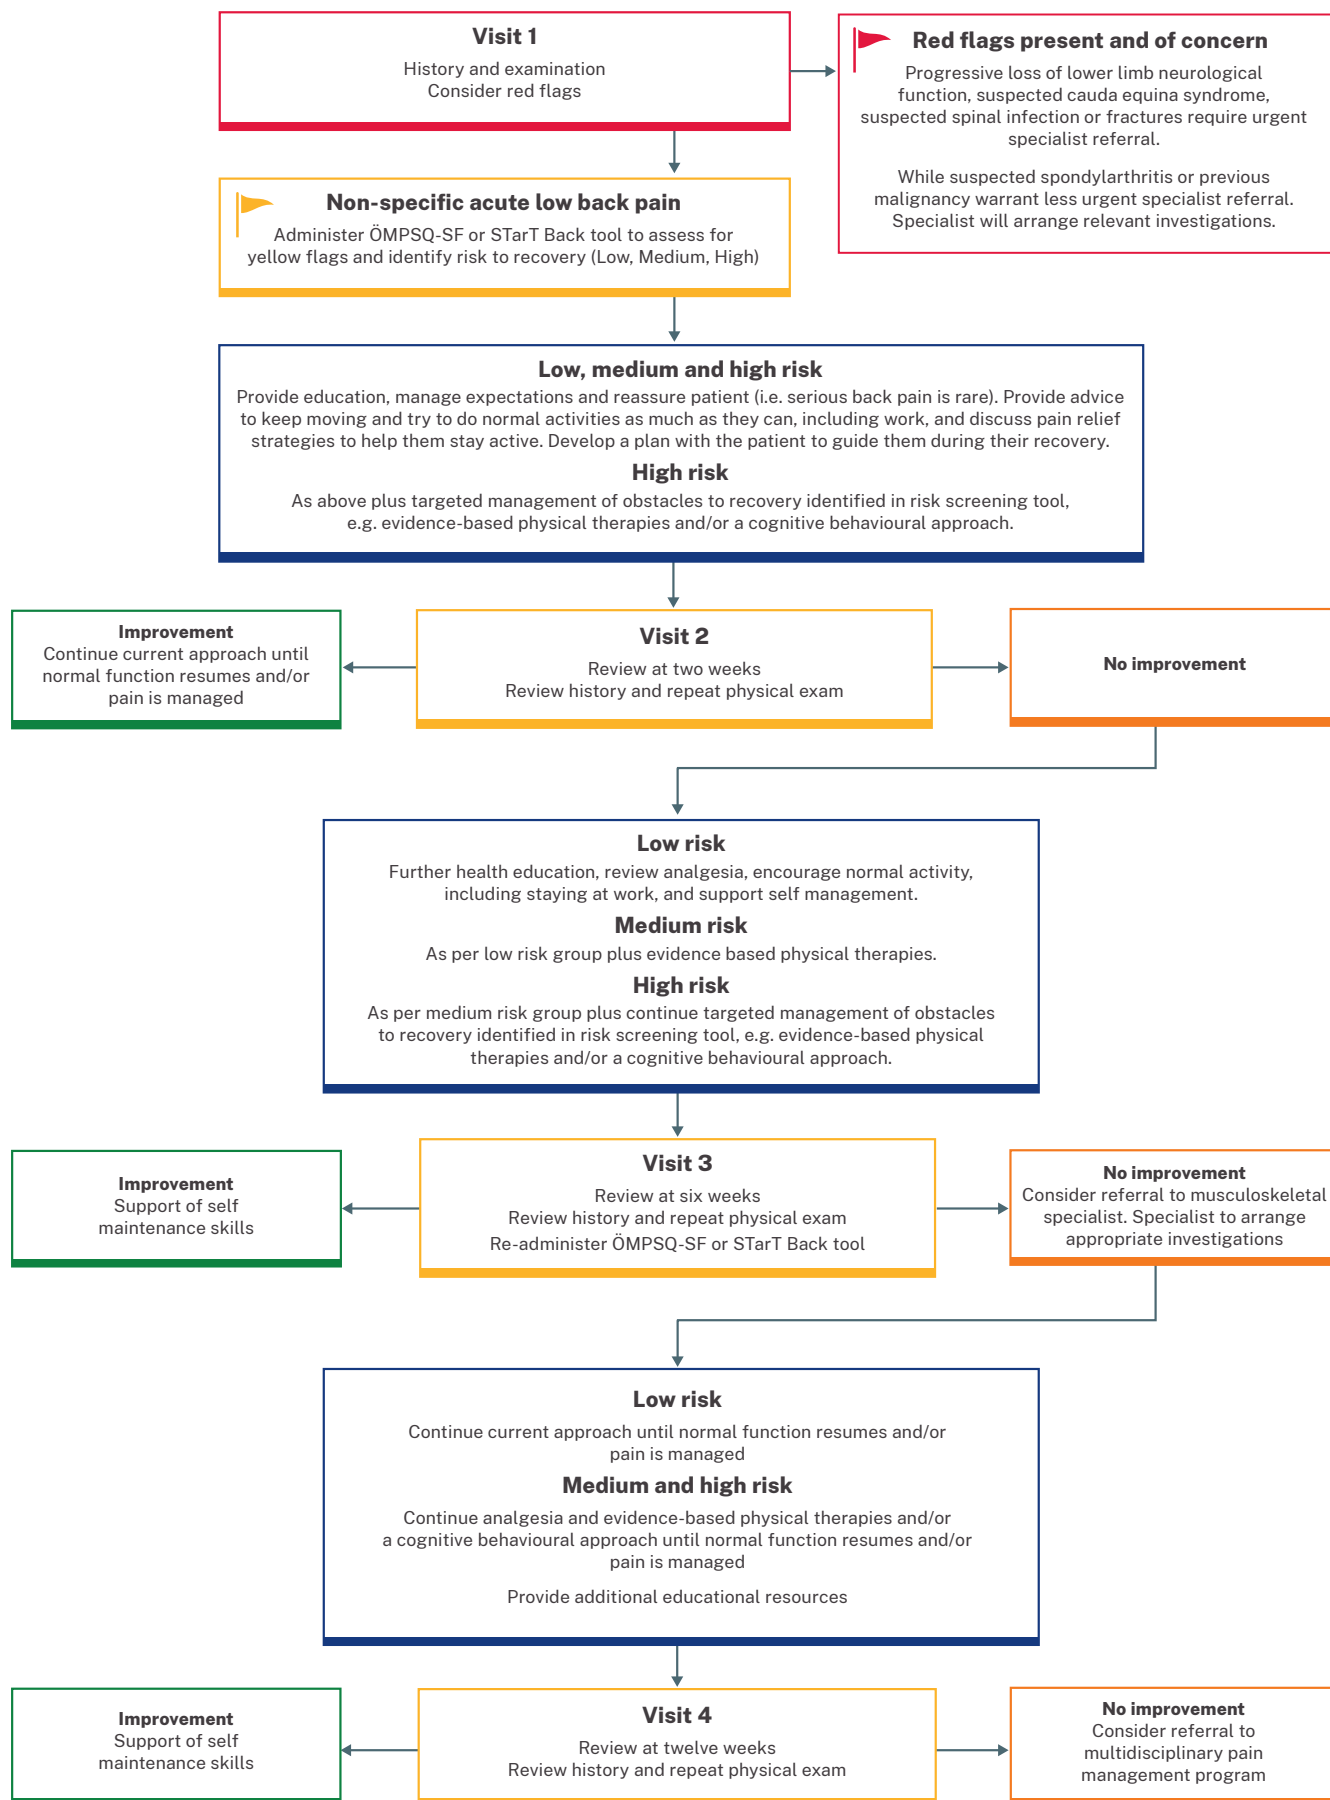 Visit 1
History and examination
Consider red flags
Red flags present and of concern
Progressive loss of lower limb neurological
function, suspected cauda equina syndrome,
suspected spinal infection or fractures require urgent
specialist referral.
While suspected spondylarthritis or previous
malignancy warrant less urgent specialist referral.
Specialist will arrange relevant investigations.
Non-specific acute low back pain
Administer ÖMPSQ-SF or STarT Back tool to assess for
yellow flags and identify risk to recovery (Low, Medium, High)
Low, medium and high risk
Provide education, manage expectations and reassure patient (i.e. serious back pain is rare). Provide advice
to keep moving and try to do normal activities as much as they can, including work, and discuss pain relief
strategies to help them stay active. Develop a plan with the patient to guide them during their recovery.
High risk
As above plus targeted management of obstacles to recovery identified in risk screening tool,
e.g. evidence-based physical therapies and/or a cognitive behavioural approach.
Improvement
Continue current approach until
normal function resumes and/or
pain is managed
Visit 2
Review at two weeks
Review history and repeat physical exam
No improvement
Low risk
Further health education, review analgesia, encourage normal activity,
including staying at work, and support self management.
Medium risk
As per low risk group plus evidence based physical therapies.
High risk
As per medium risk group plus continue targeted management of obstacles
to recovery identified in risk screening tool, e.g. evidence-based physical
therapies and/or a cognitive behavioural approach.
Improvement
Support of self
maintenance skills
Visit 3
Review at six weeks
Review history and repeat physical exam
Re-administer ÖMPSQ-SF or STarT Back tool
No improvement
Consider referral to musculoskeletal
specialist. Specialist to arrange
appropriate investigations
Low risk
Continue current approach until normal function resumes and/or
pain is managed
Medium and high risk
Continue analgesia and evidence-based physical therapies and/or
a cognitive behavioural approach until normal function resumes and/or
pain is managed
Provide additional educational resources
Improvement
Support of self
maintenance skills
Visit 4
Review at twelve weeks
Review history and repeat physical exam
No improvement
Consider referral to
multidisciplinary pain
management program